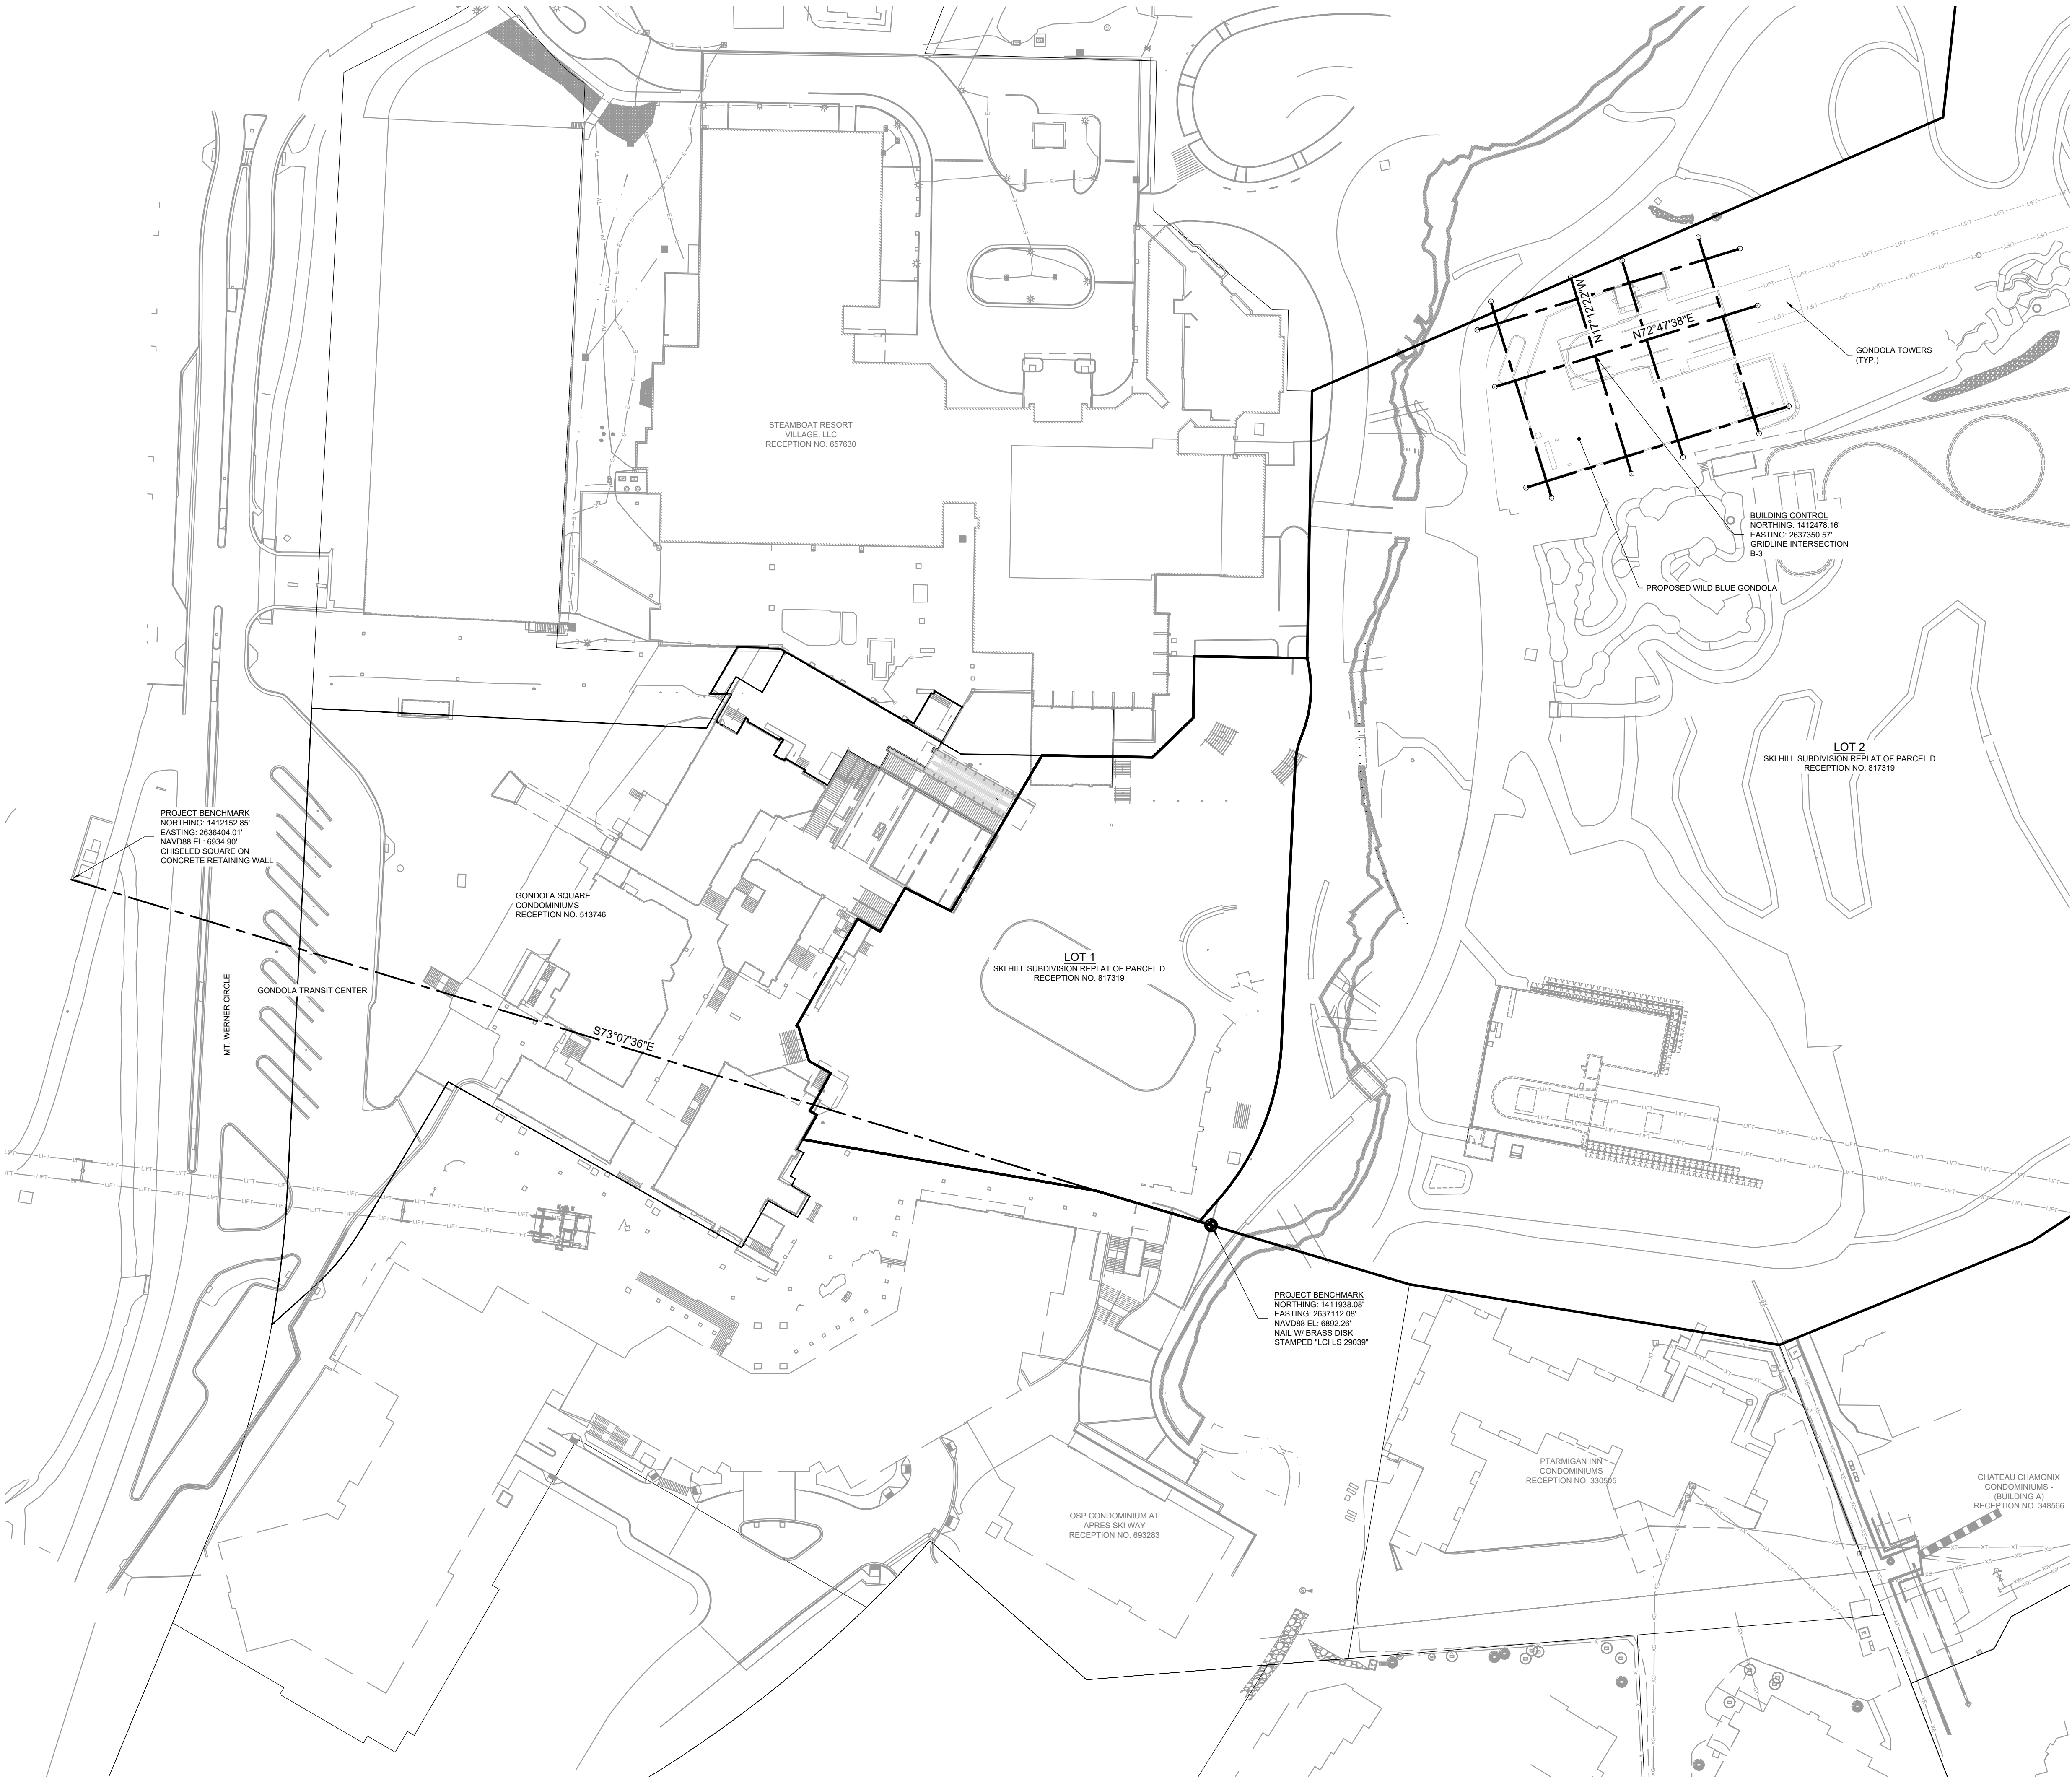 N17°12'22"W
N72°47'38"E
GONDOLA TOWERS
(TYP.)
STEAMBOAT RESORT
VILLAGE, LLC
RECEPTION NO. 657630
BUILDING CONTROL
NORTHING: 1412478.16'
EASTING: 2637350.57'
GRIDLINE INTERSECTION
B-3
PROPOSED WILD BLUE GONDOLA
LOT 2
SKI HILL SUBDIVISION REPLAT OF PARCEL D
RECEPTION NO. 817319
PROJECT BENCHMARK
NORTHING: 1412152.85'
EASTING: 2636404.01'
NAVD88 EL: 6934.90'
CHISELED SQUARE ON
CONCRETE RETAINING WALL
GONDOLA SQUARE
CONDOMINIUMS
RECEPTION NO. 513746
LOT 1
SKI HILL SUBDIVISION REPLAT OF PARCEL D
RECEPTION NO. 817319
GONDOLA TRANSIT CENTER
MT. WERNER CIRCLE
S73°07'36"E
PROJECT BENCHMARK
NORTHING: 1411938.08'
EASTING: 2637112.08'
NAVD88 EL: 6892.26'
NAIL W/ BRASS DISK
STAMPED "LCI LS 29039"
PTARMIGAN INN
CONDOMINIUMS
RECEPTION NO. 330505
CHATEAU CHAMONIX
CONDOMINIUMS -
(BUILDING A)
RECEPTION NO. 348566
OSP CONDOMINIUM AT
APRES SKI WAY
RECEPTION NO. 693283